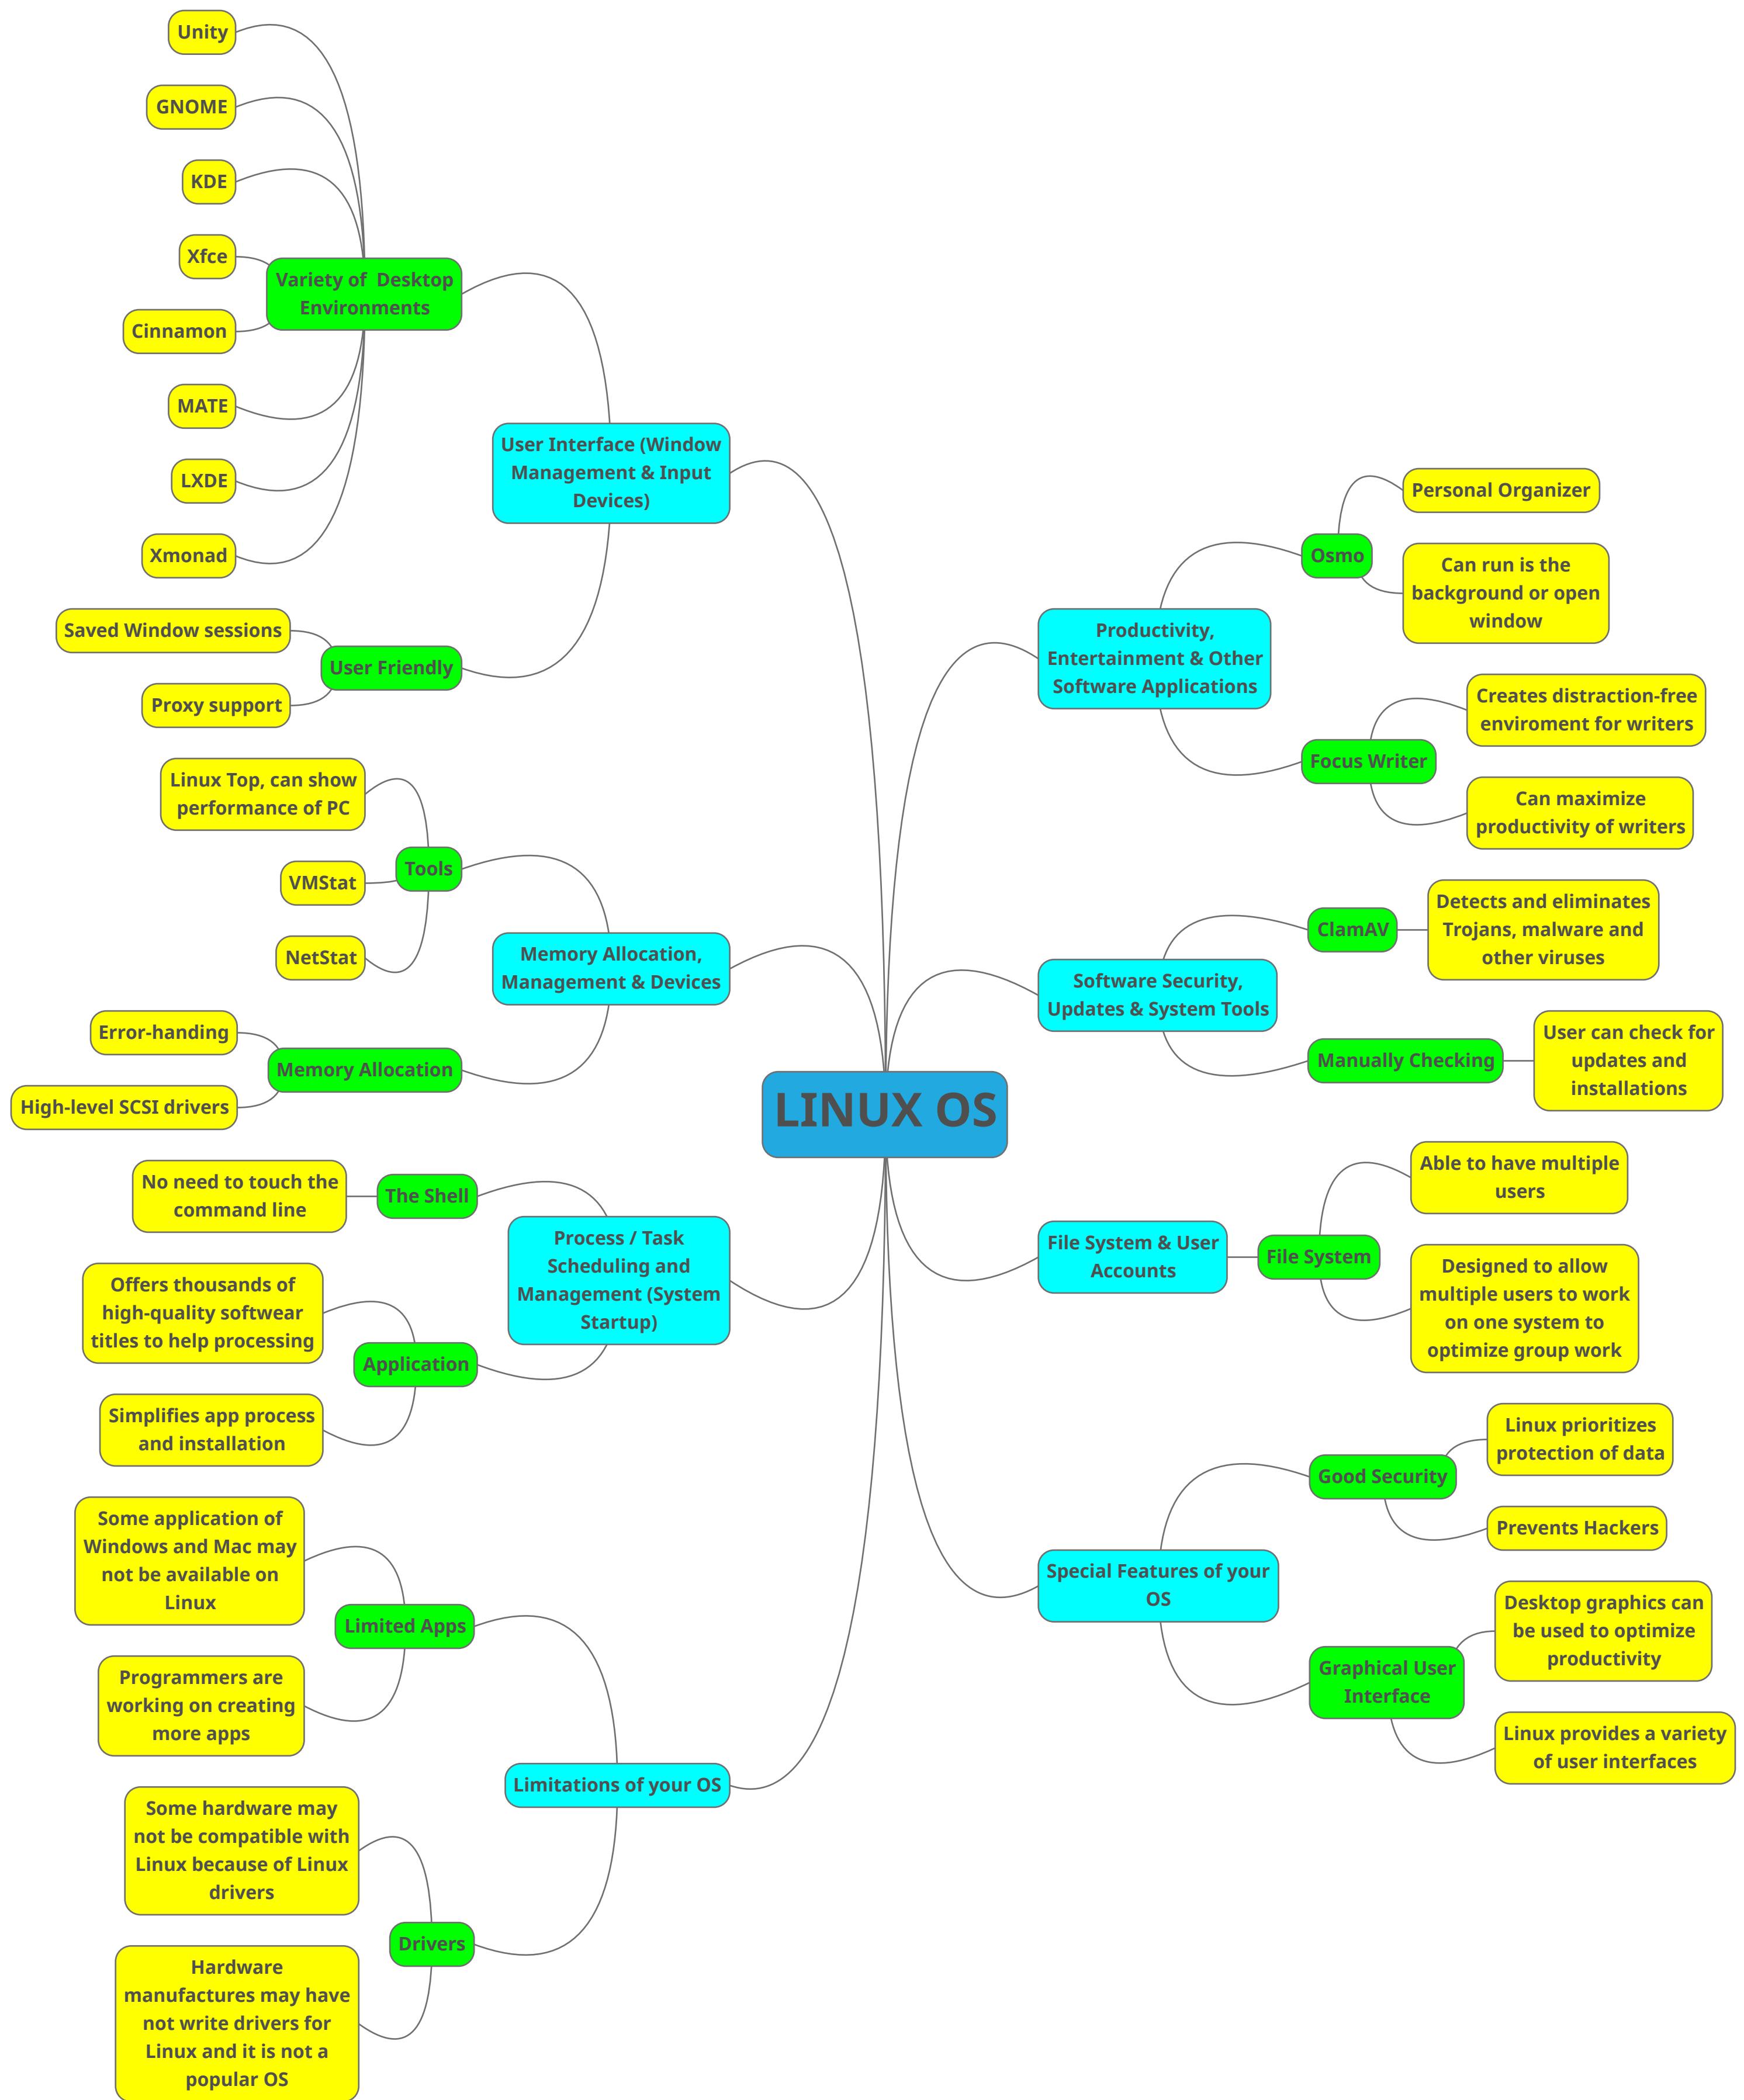 LINUX OS
User Interface (Window
Management & Input
Devices)
Variety of  Desktop
Environments
Unity
GNOME
KDE
Xfce
Cinnamon
MATE
LXDE
Xmonad
User Friendly
Saved Window sessions
Proxy support
Memory Allocation,
Management & Devices
Tools
Linux Top, can show
performance of PC
VMStat
NetStat
Memory Allocation
Error-handing
High-level SCSI drivers
Process / Task
Scheduling and
Management (System
Startup)
The Shell
No need to touch the
command line
Application
Offers thousands of
high-quality softwear
titles to help processing
Simplifies app process
and installation
Limitations of your OS
Limited Apps
Some application of
Windows and Mac may
not be available on
Linux
Programmers are
working on creating
more apps
Drivers
Some hardware may
not be compatible with
Linux because of Linux
drivers
Hardware
manufactures may have
not write drivers for
Linux and it is not a
popular OS
Productivity,
Entertainment & Other
Software Applications
Osmo
Personal Organizer
Can run is the
background or open
window
Focus Writer
Creates distraction-free
enviroment for writers
Can maximize
productivity of writers
Software Security,
Updates & System Tools
ClamAV
Detects and eliminates
Trojans, malware and
other viruses
Manually Checking
User can check for
updates and
installations
File System & User
Accounts
File System
Able to have multiple
users
Designed to allow
multiple users to work
on one system to
optimize group work
Special Features of your
OS
Good Security
Linux prioritizes
protection of data
Prevents Hackers
Graphical User
Interface
Desktop graphics can
be used to optimize
productivity
Linux provides a variety
of user interfaces